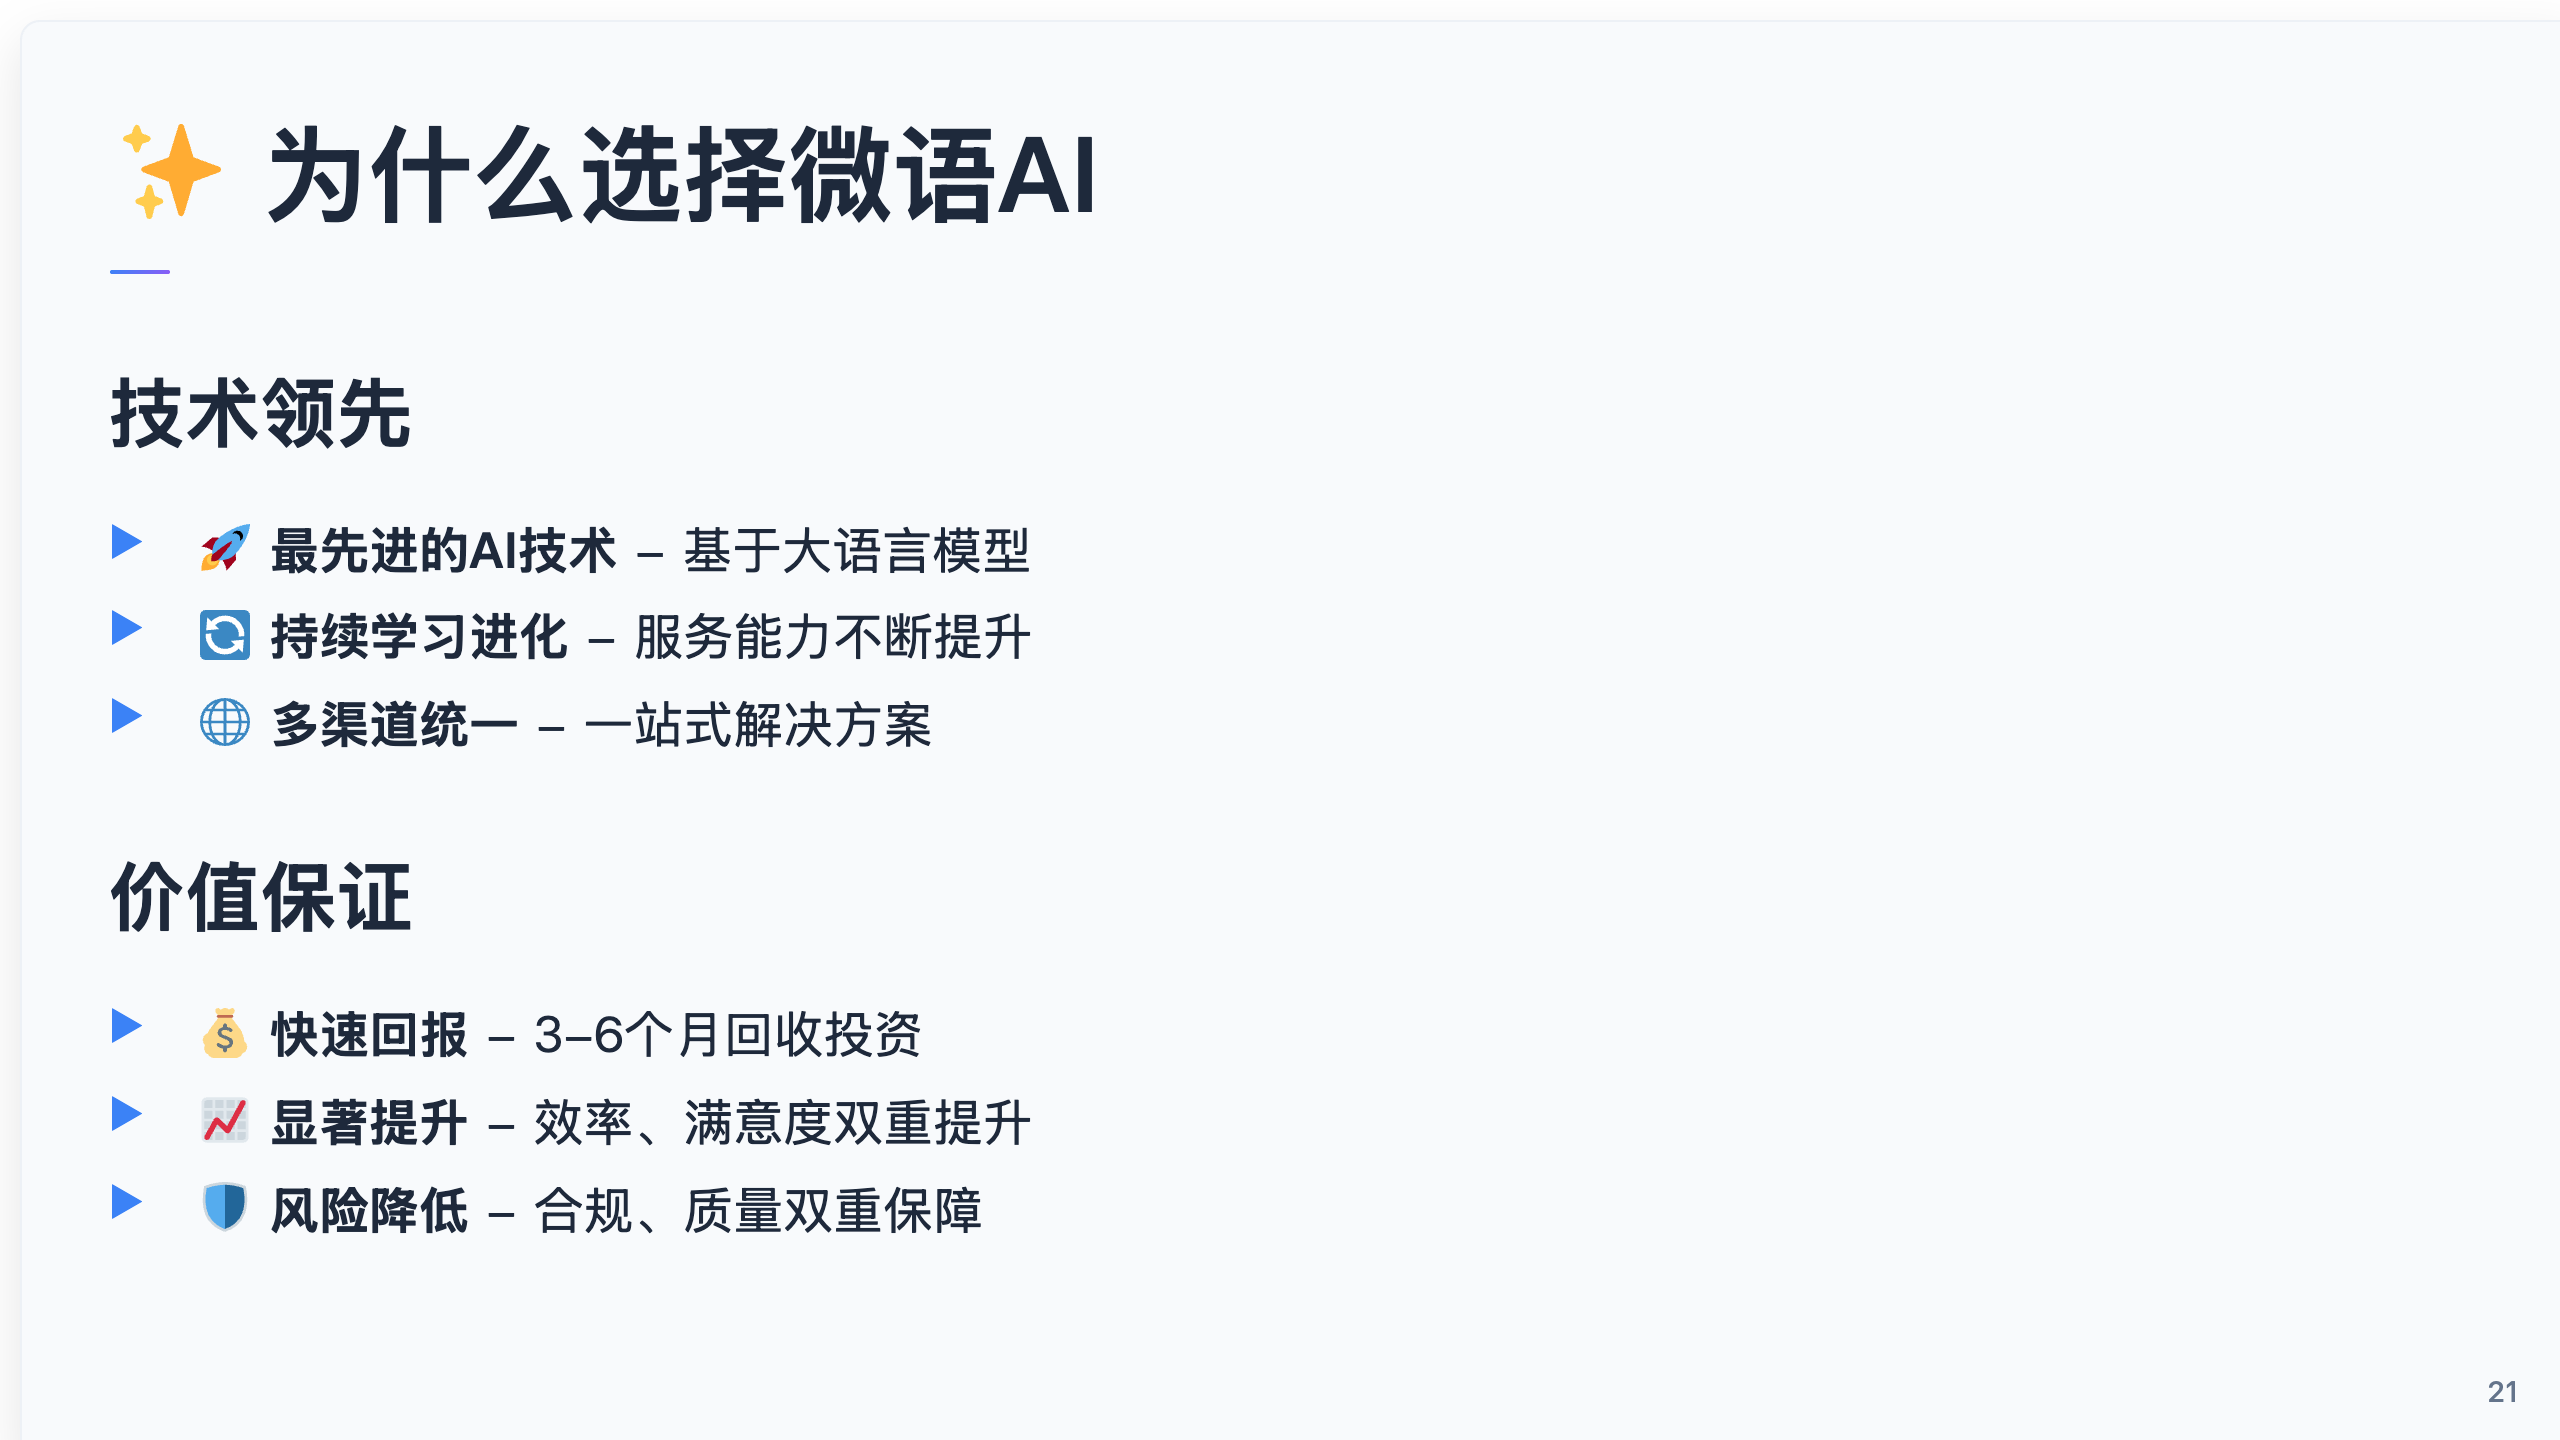 ✨ 为什么选择微语AI
技术领先
🚀 最先进的AI技术 – 基于大语言模型
🔄 持续学习进化 – 服务能力不断提升
🌐 多渠道统一 – 一站式解决方案
价值保证
💰 快速回报 – 3–6个月回收投资
📈 显著提升 – 效率、满意度双重提升
🛡️ 风险降低 – 合规、质量双重保障
21